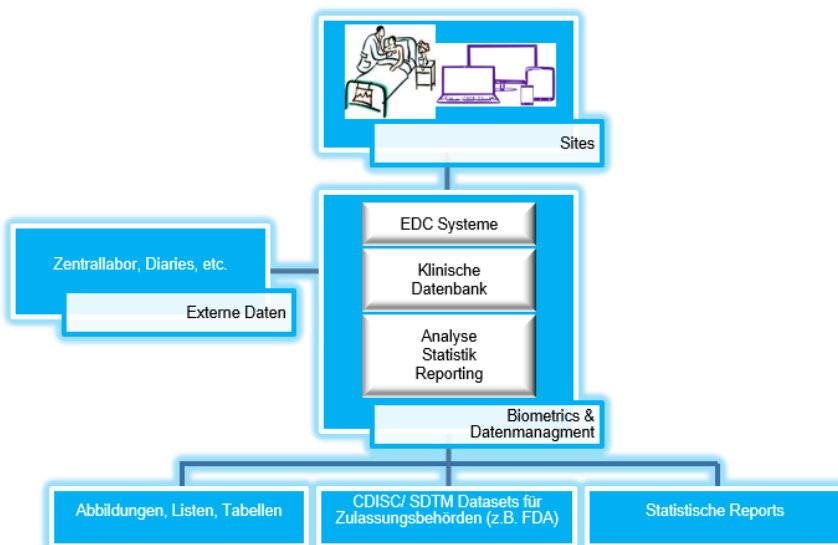 Sites
EDC Systeme
Klinische
Datenbank
Analyse
Statistik
Reporting
Biometrics &
Datenmanagment
Zentrallabor, Diaries, etc.
Externe Daten
Abbildungen, Listen, Tabellen
CDISC/ SDTM Datasets für
Zulassungsbehörden (z.B. FDA)
Statistische Reports